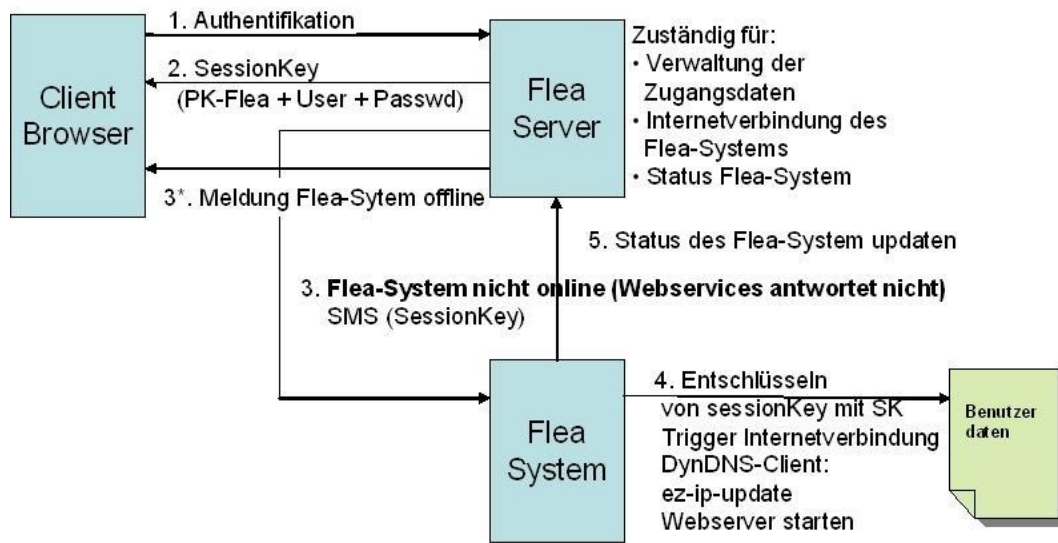 1. Authentifikation
Client
Browser
2. SessionKey
(PK-Flea + User + Passwd)
3*. Meldung Flea-Sytem offline
Flea
Server
Zuständig für:
• Verwaltung der
Zugangsdaten
• Internetverbindung des
Flea-Systems
• Status Flea-System
5. Status des Flea-System updaten
3. Flea-System nicht online (Webservices antwortet nicht)
SMS (SessionKey)
Flea
System
4. Entschlüsseln
von sessionKey mit SK
Trigger Internetverbindung
DynDNS-Client:
ez-ip-update
Webserver starten
Benutzer
daten